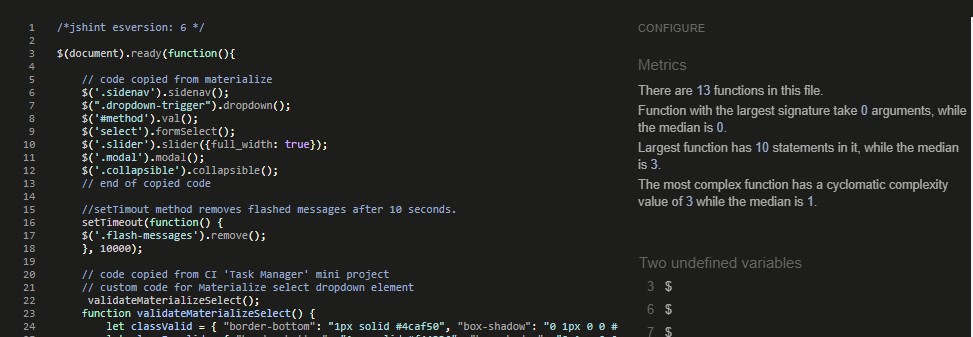 1 /*jshint esversion: 6 */
2
3 $(document).ready(function(){
4
5 // code copied from materialize
6 $('.sidenav').sidenav();
7 $(".dropdown-trigger").dropdown();
8 $('#method').val();
9 $('select').formSelect();
10 $('.slider').slider({full_width: true});
11 $('.modal').modal();
12 $('.collapsible').collapsible();
13 // end of copied code
14
15 //setTimout method removes flashed messages after 10 seconds.
16 setTimeout(function() {
17 $('.flash-messages').remove();
18 }, 10000);
19
20 // code copied from CI 'Task Manager' mini project
21 // custom code for Materialize select dropdown element
22 validateMaterializeSelect();
23 function validateMaterializeSelect() {
24 let classValid = { "border-bottom": "1px solid #4caf50", "box-shadow": "0 1px 0 0 #
CONFIGURE
Metrics
There are 13 functions in this file.
Function with the largest signature take 0 arguments, while
the median is 0.
Largest function has 10 statements in it, while the median
is 3.
The most complex function has a cyclomatic complexity
value of 3 while the median is 1.
Two undefined variables
3 $
6 $
7 $